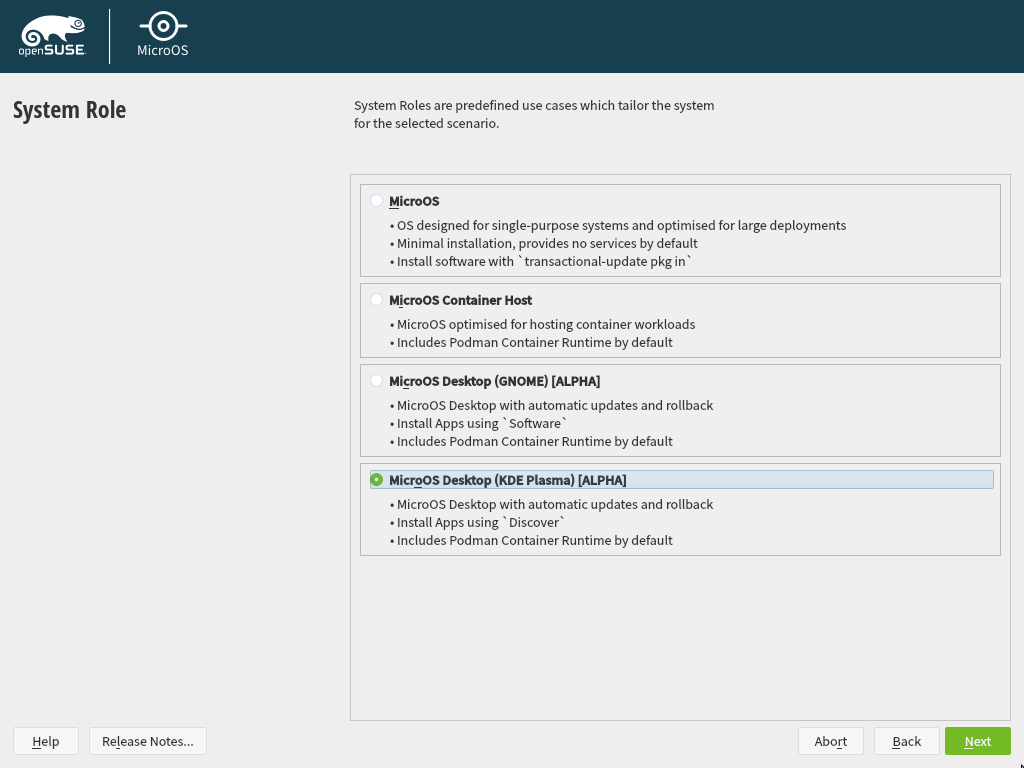 openSUSE
MicroOS
System Role
System Roles are predefined use cases which tailor the system
for the selected scenario.
MicroOS
• OS designed for single-purpose systems and optimised for large deployments
• Minimal installation, provides no services by default
• Install software with `transactional-update pkg in`
MicroOS Container Host
• MicroOS optimised for hosting container workloads
• Includes Podman Container Runtime by default
MicroOS Desktop (GNOME) [ALPHA]
• MicroOS Desktop with automatic updates and rollback
• Install Apps using `Software`
• Includes Podman Container Runtime by default
MicroOS Desktop (KDE Plasma) [ALPHA]
• MicroOS Desktop with automatic updates and rollback
• Install Apps using `Discover`
• Includes Podman Container Runtime by default
Help
Release Notes...
Abort
Back
Next